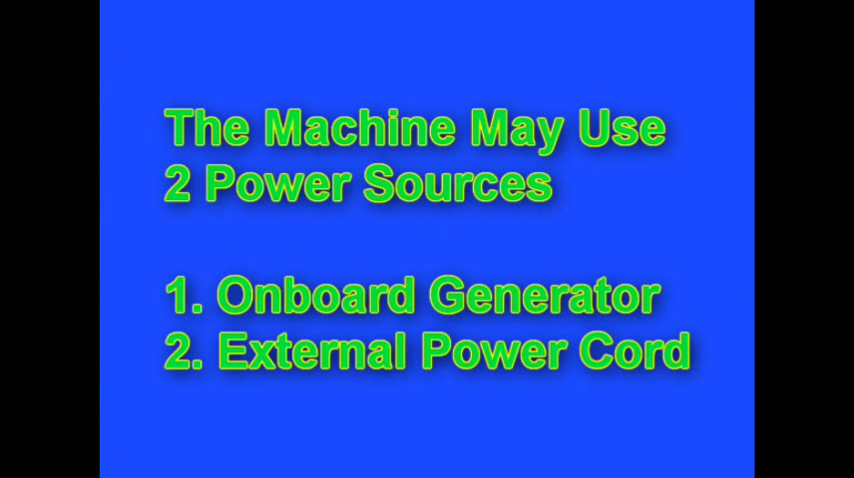 The Machine May Use
2 Power Sources
1. Onboard Generator
2. External Power Cord